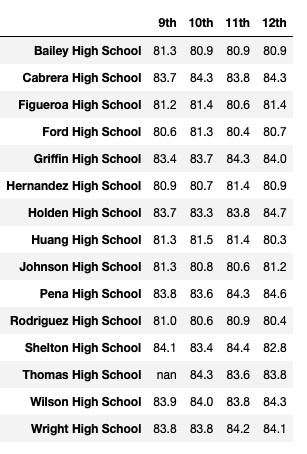 9th 10th 11th 12th
Bailey High School 81.3 80.9 80.9 80.9
Cabrera High School 83.7 84.3 83.8 84.3
Figueroa High School 81.2 81.4 80.6 81.4
Ford High School 80.6 81.3 80.4 80.7
Griffin High School 83.4 83.7 84.3 84.0
Hernandez High School 80.9 80.7 81.4 80.9
Holden High School 83.7 83.3 83.8 84.7
Huang High School 81.3 81.5 81.4 80.3
Johnson High School 81.3 80.8 80.6 81.2
Pena High School 83.8 83.6 84.3 84.6
Rodriguez High School 81.0 80.6 80.9 80.4
Shelton High School 84.1 83.4 84.4 82.8
Thomas High School nan 84.3 83.6 83.8
Wilson High School 83.9 84.0 83.8 84.3
Wright High School 83.8 83.8 84.2 84.1